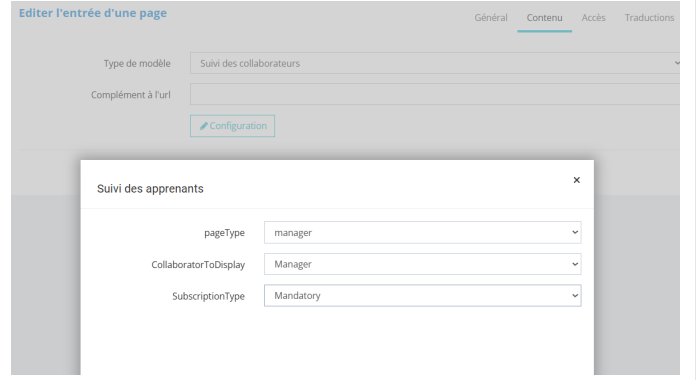 Editer l'entrée d'une page
Général Contenu Accès Traductions
Type de modèle Suivi des collaborateurs
Complément à l'url
Configuration
Suivi des apprenants ×
pageType manager
CollaboratorToDisplay Manager
SubscriptionType Mandatory